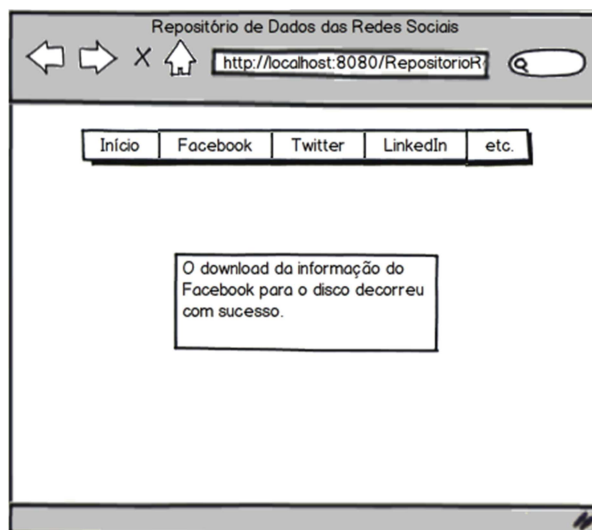 Repositório de Dados das Redes Sociais
http://localhost:8080/RepositorioR
Início Facebook Twitter LinkedIn etc.
O download da informação do
Facebook para o disco decorreu
com sucesso.